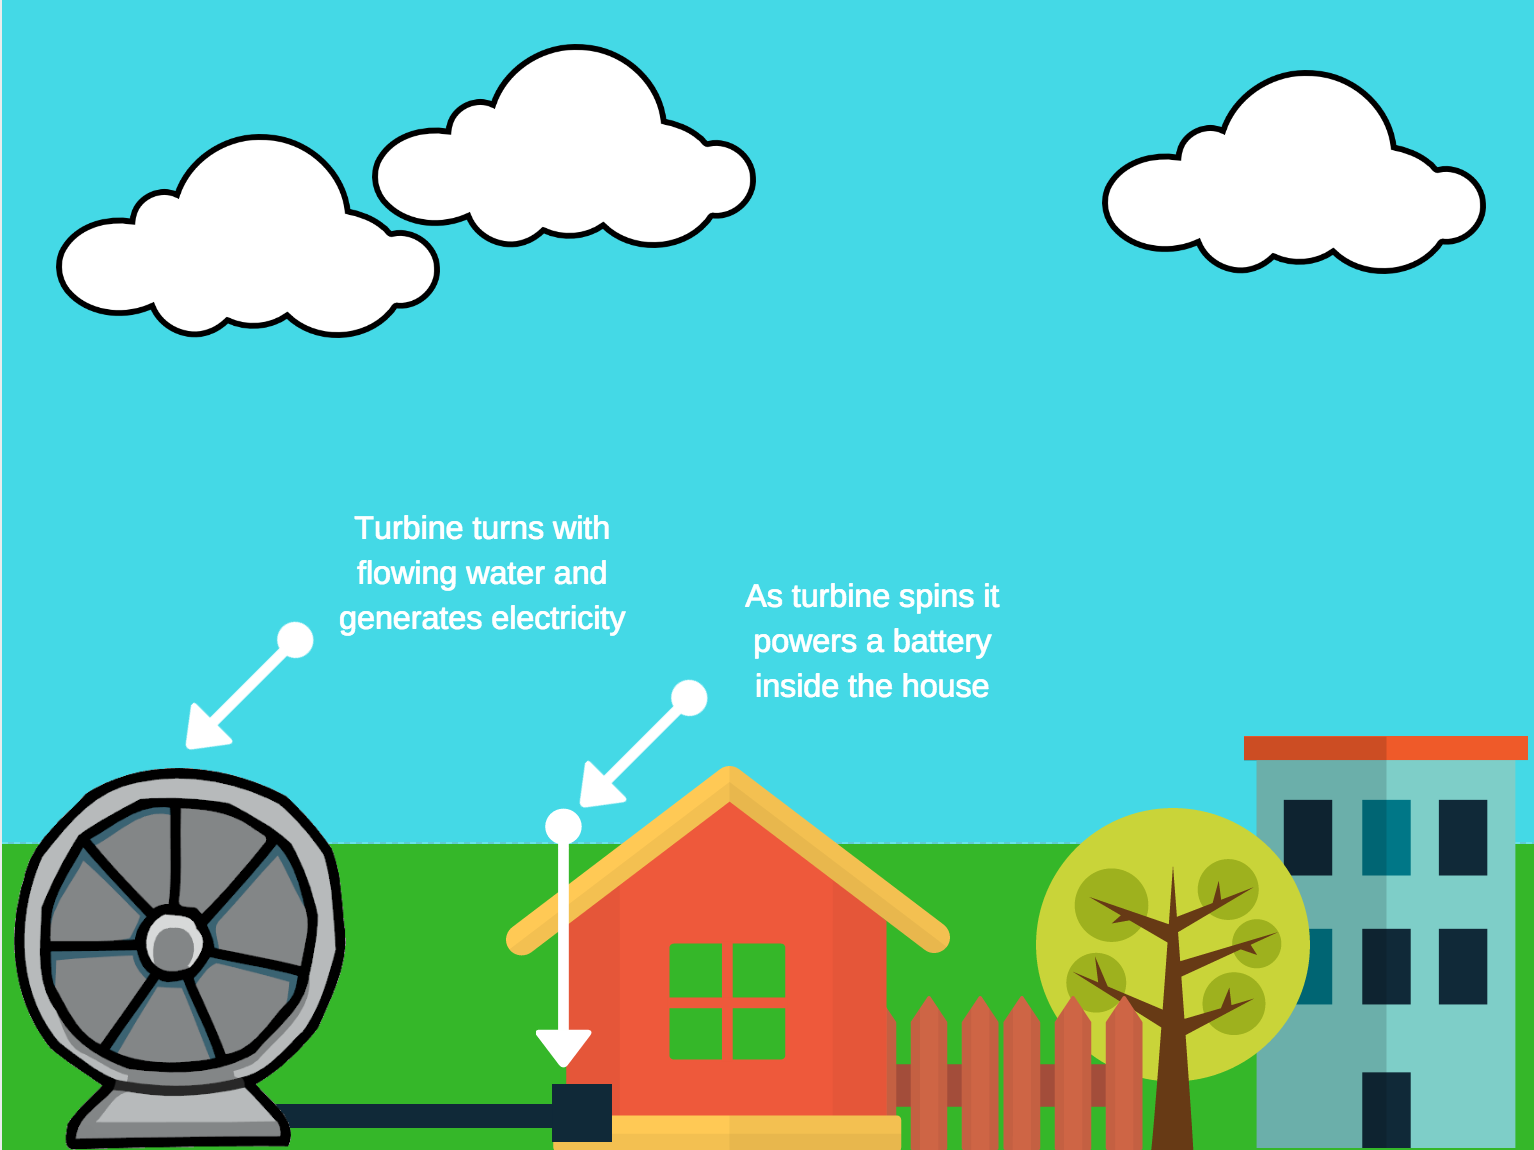 Turbine turns with
flowing water and
generates electricity
As turbine spins it
powers a battery
inside the house